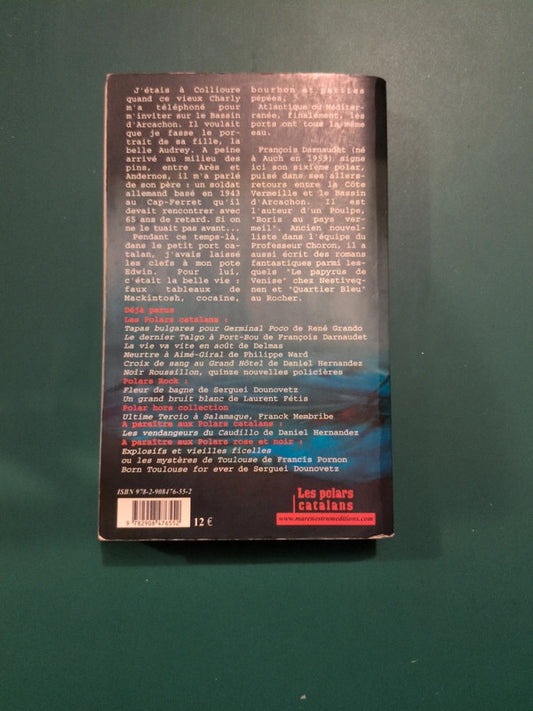 J'étais à Collioure
quand ce vieux Charly
m'a téléphoné pour
m'inviter sur le Bassin
d'Arcachon. Il voulait
que je fasse le por-
trait de sa fille, la
belle Audrey. A peine
arrivé au milieu des
pins, entre Arès et
Andernos, il m'a parlé
de son père : un soldat
allemand basé en 1943
au Cap-Ferret qu'il
devait rencontrer avec
65 ans de retard. Si on
ne le tuait pas avant...
Pendant ce temps-là,
dans le petit port ca-
talan, j'avais laissé
les clefs à mon pote
Edwin. Pour lui,
c'était la belle vie :
faux tableaux de
Mackintosh, cocaïne,
bourbon et petites
pépées.
Atlantique ou Méditer-
ranée, finalement, les
ports ont tous la même
eau.
François Darnaudet (né
à Auch en 1959) signe
ici son sixième polar,
puisé dans ses allers-
retours entre la Côte
Vermeille et le Bassin
d'Arcachon. Il est
l'auteur d'un Poulpe,
"Boris au pays ver-
meil". Ancien nouvel-
liste dans l'équipe du
Professeur Choron, il a
aussi écrit des romans
fantastiques parmi les-
quels "Le papyrus de
Venise" chez Nestiveq-
nen et "Quartier Bleu"
au Rocher.
Déjà parus
Les Polars catalans :
Tapas bulgares pour Germinal Poco de René Grando
Le dernier Talgo à Port-Bou de François Darnaudet
La vie va vite en août de Delmas
Meurtre à Aimé-Giral de Philippe Ward
Croix de sang au Grand Hôtel de Daniel Hernandez
Noir Roussillon, quinze nouvelles policières
Polars Rock :
Fleur de bagne de Serguei Dounovetz
Un grand bruit blanc de Laurent Fétis
Polar hors collection
Ultime Tercio à Salamaque, Franck Membribe
A paraître aux Polars catalans :
Les vendangeurs du Caudillo de Daniel Hernandez
A paraître aux Polars rose et noir :
Explosifs et vieilles ficelles
ou les mystères de Toulouse de Francis Pornon
Born Toulouse for ever de Serguei Dounovetz
ISBN 978-2-908476-55-2
9 782908 476552
12 €
Les polars
catalans
www.marenostrumeditions.com